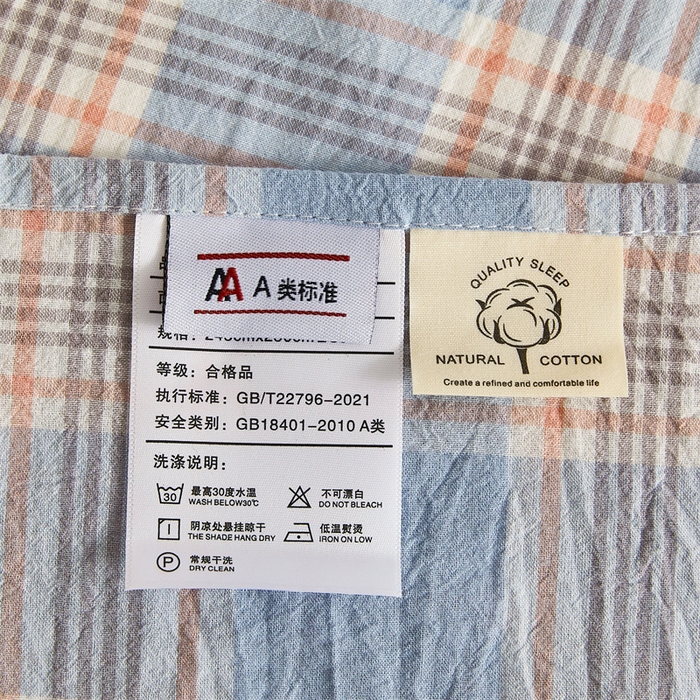 AA A 类标准
规格:
等级: 合格品
执行标准: GB/T22796-2021
安全类别: GB18401-2010 A类
洗涤说明:
30
最高30度水温
WASH BELOW30℃
不可漂白
DO NOT BLEACH
阴凉处悬挂晾干
THE SHADE HANG DRY
低温熨烫
IRON ON LOW
P
常规干洗
DRY CLEAN
QUALITY SLEEP
NATURAL COTTON
Create a refined and comfortable life